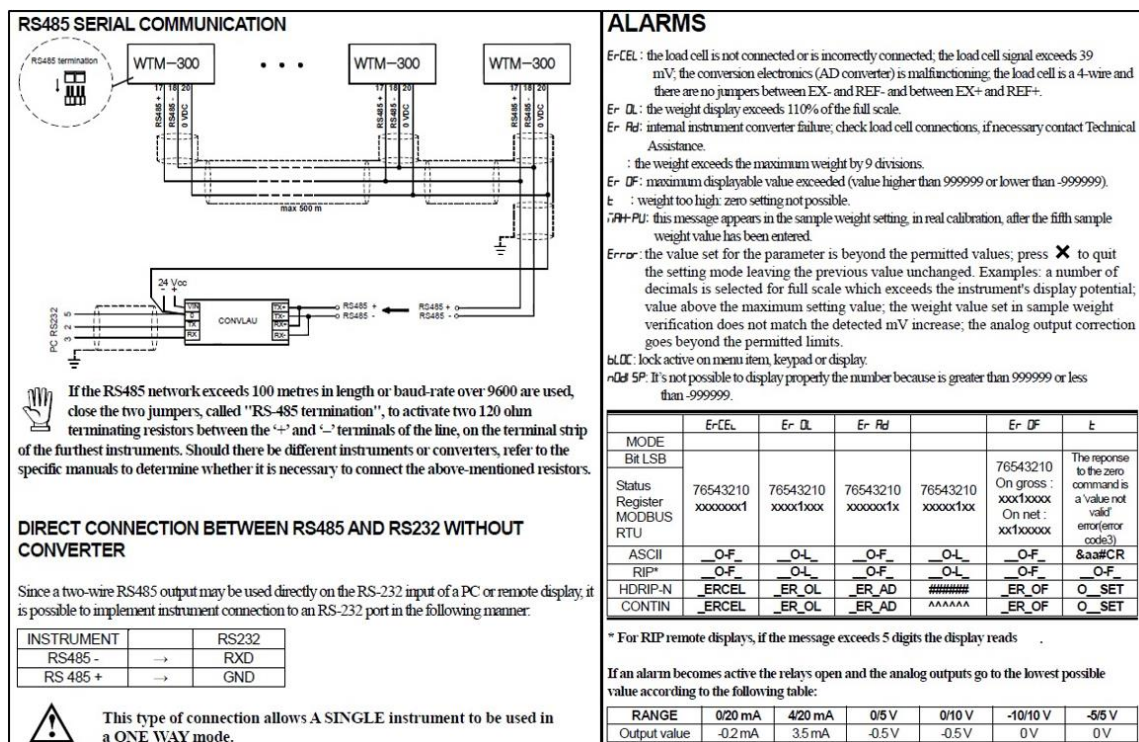 RS485 SERIAL COMMUNICATION
RS485 termination
WTM-300
WTM-300
WTM-300
17 18 20
17 18 20
17 18 20
RS485 +
RS485 -
0 VDC
RS485 +
RS485 -
0 VDC
RS485 +
RS485 -
0 VDC
max 500 m
24 Vcc
- +
VIN
0
TX
RX
CONVLAU
TX+
TX-
RX+
RX-
RS485 +
RS485 -
RS485 +
RS485 -
PC RS232
5
2
3
If the RS485 network exceeds 100 metres in length or baud-rate over 9600 are used,
close the two jumpers, called "RS-485 termination", to activate two 120 ohm
terminating resistors between the ‘+’ and ‘–’ terminals of the line, on the terminal strip
of the furthest instruments. Should there be different instruments or converters, refer to the
specific manuals to determine whether it is necessary to connect the above-mentioned resistors.
DIRECT CONNECTION BETWEEN RS485 AND RS232 WITHOUT
CONVERTER
Since a two-wire RS485 output may be used directly on the RS-232 input of a PC or remote display, it
is possible to implement instrument connection to an RS-232 port in the following manner:
INSTRUMENT RS232
RS485 - → RXD
RS 485 + → GND
This type of connection allows A SINGLE instrument to be used in
a ONE WAY mode.
ALARMS
ErCEL : the load cell is not connected or is incorrectly connected; the load cell signal exceeds 39
mV; the conversion electronics (AD converter) is malfunctioning; the load cell is a 4-wire and
there are no jumpers between EX- and REF- and between EX+ and REF+.
Er OL : the weight display exceeds 110% of the full scale.
Er Ad : internal instrument converter failure; check load cell connections, if necessary contact Technical
Assistance.
: the weight exceeds the maximum weight by 9 divisions.
Er OF : maximum displayable value exceeded (value higher than 999999 or lower than -999999).
t : weight too high: zero setting not possible.
MAH-PU : this message appears in the sample weight setting, in real calibration, after the fifth sample
weight value has been entered.
Error : the value set for the parameter is beyond the permitted values; press ✕ to quit
the setting mode leaving the previous value unchanged. Examples: a number of
decimals is selected for full scale which exceeds the instrument's display potential;
value above the maximum setting value; the weight value set in sample weight
verification does not match the detected mV increase; the analog output correction
goes beyond the permitted limits.
bLOC : lock active on menu item, keypad or display.
nOdISP : It's not possible to display properly the number because is greater than 999999 or less
than -999999.
ErCEL Er OL Er Ad Er OF t
MODE
Bit LSB
Status
Register
MODBUS
RTU
76543210
xxxxxxx1
76543210
xxxx1xxx
76543210
xxxxxx1x
76543210
xxxxx1xx
76543210
On gross :
xxx1xxxx
On net :
xx1xxxxx
The reponse
to the zero
command is
a 'value not
valid'
error(error
code3)
ASCII __O-F_ __O-L_ __O-F_ __O-L_ __O-F_ &aa#CR
RIP* __O-F_ __O-L_ __O-F_ __O-L_ __O-F_ __O-F_
HDRIP-N _ERCEL _ER_OL _ER_AD ###### _ER_OF O__SET
CONTIN _ERCEL _ER_OL _ER_AD ^^^^^^ _ER_OF O__SET
* For RIP remote displays, if the message exceeds 5 digits the display reads .
If an alarm becomes active the relays open and the analog outputs go to the lowest possible
value according to the following table:
RANGE 0/20 mA 4/20 mA 0/5 V 0/10 V -10/10 V -5/5 V
Output value -0.2 mA 3.5 mA -0.5 V -0.5 V 0 V 0 V